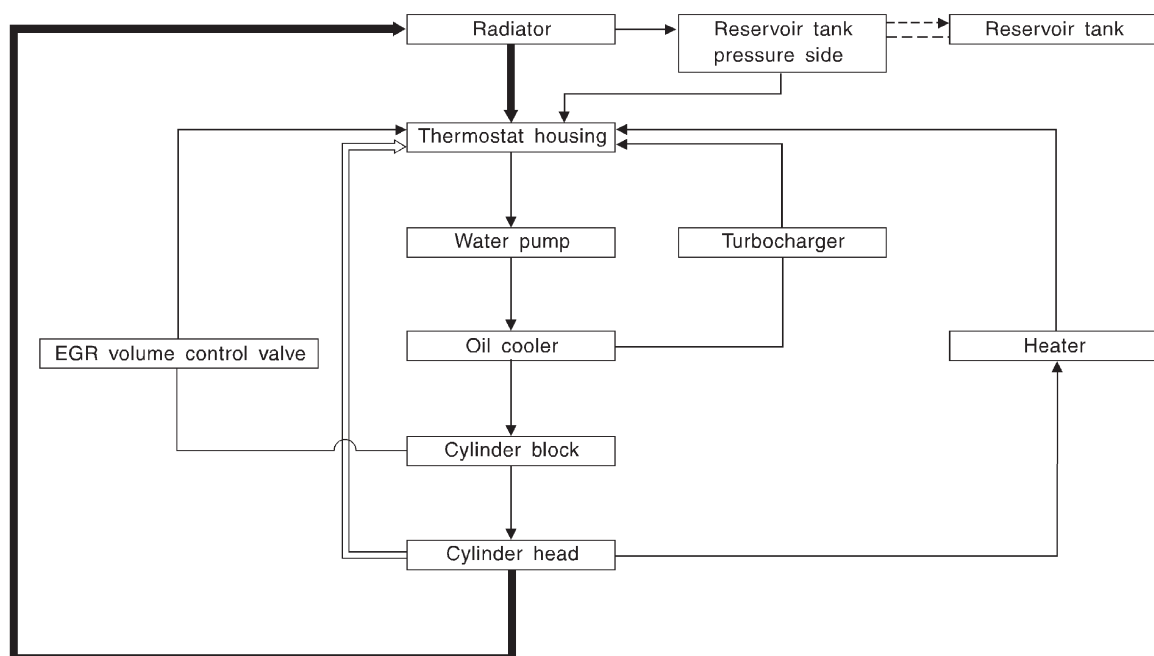 Radiator
Reservoir tank
pressure side
Reservoir tank
Thermostat housing
Water pump
Turbocharger
EGR volume control valve
Oil cooler
Heater
Cylinder block
Cylinder head